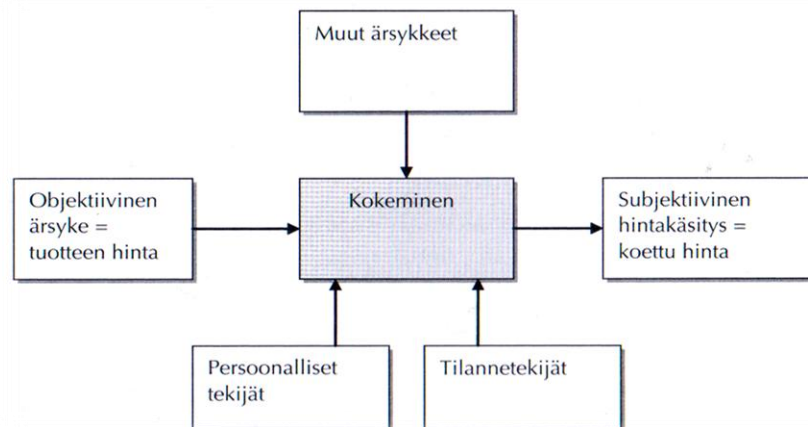 Muut ärsykkeet
Objektiivinen
ärsyke =
tuotteen hinta
Kokeminen
Subjektiivinen
hintakäsitys =
koettu hinta
Persoonalliset
tekijät
Tilannetekijät